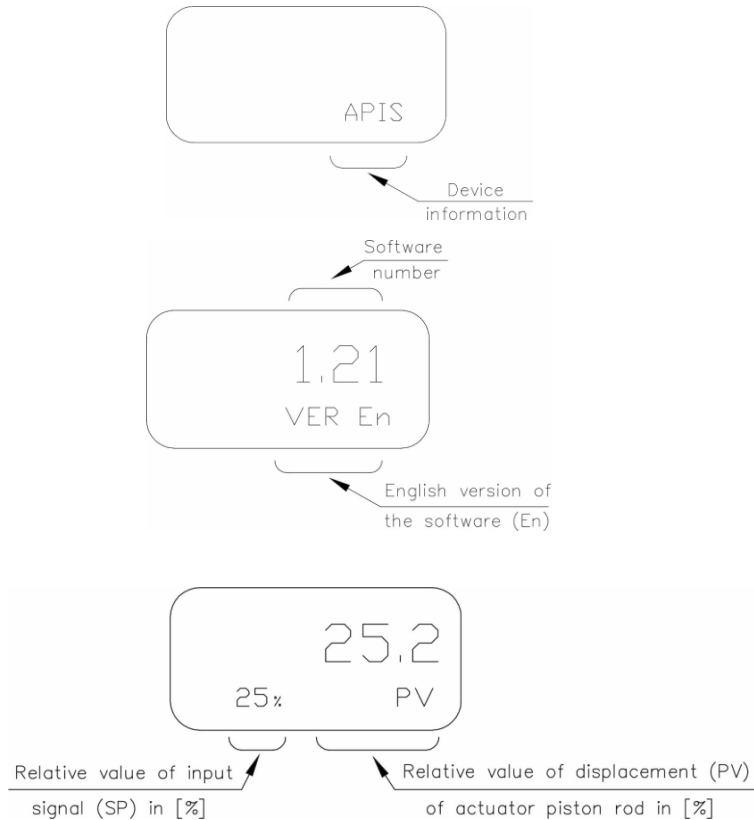 APIS
Device
information
Software
number
1.21
VER En
English version of
the software (En)
25.2
25% PV
Relative value of input
signal (SP) in [%]
Relative value of displacement (PV)
of actuator piston rod in [%]